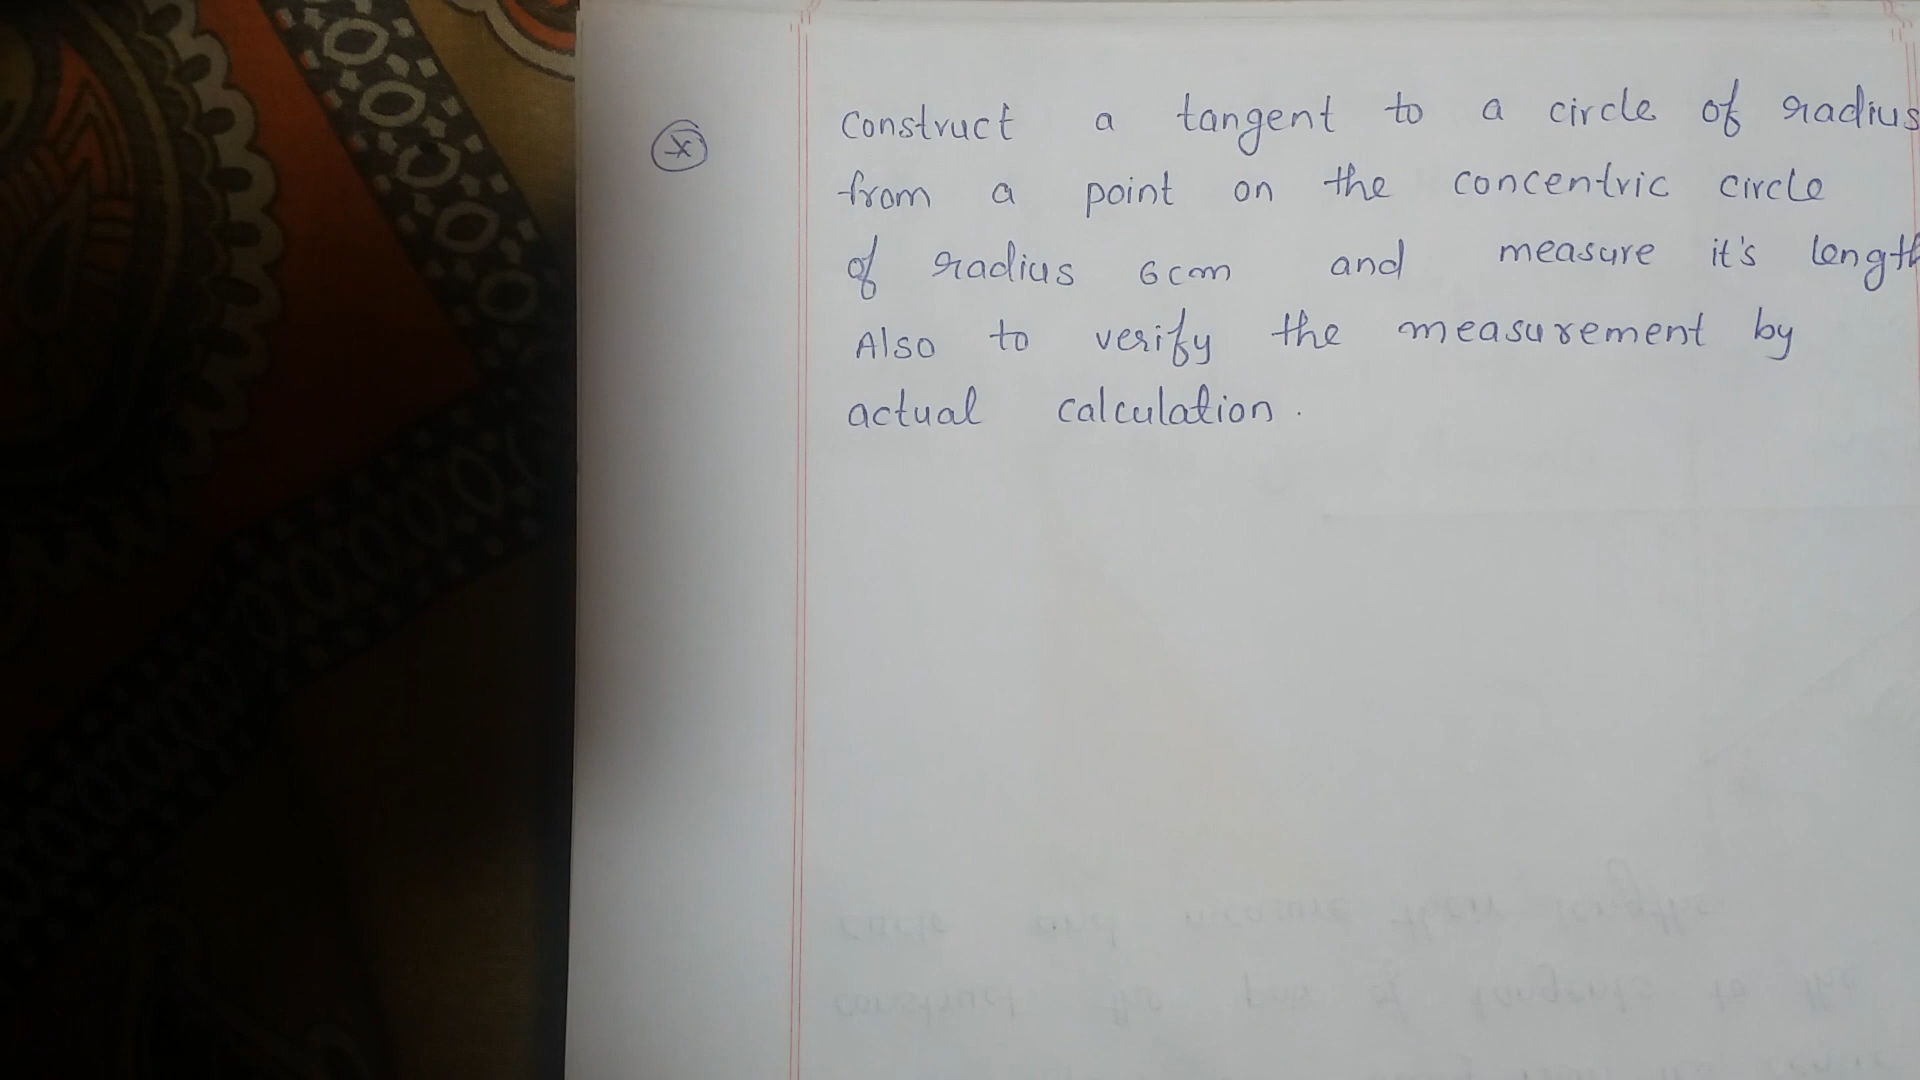 Construct a tangent to a circle of radius
from a point on the concentric circle
of radius 6cm and measure it's length
Also to verify the measurement by
actual calculation.